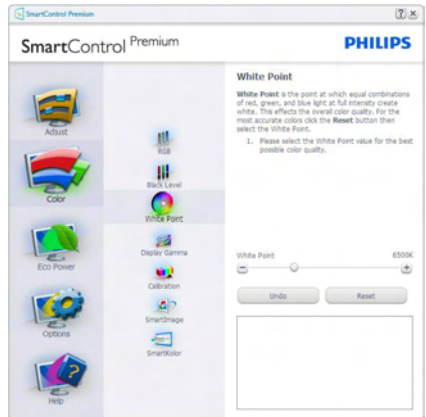 SmartControl Premium
? x
SmartControl Premium
PHILIPS
Adjust
Color
Eco Power
Options
Help
RGB
Black Level
White Point
Display Gamma
Calibration
SmartImage
SmartKolor
White Point
White Point is the point at which equal combinations
of red, green, and blue light at full intensity create
white. This effects the overall color quality. For the
most accurate colors click the Reset button then
select the White Point.
1. Please select the White Point value for the best
possible color quality.
White Point 6500K
Undo Reset